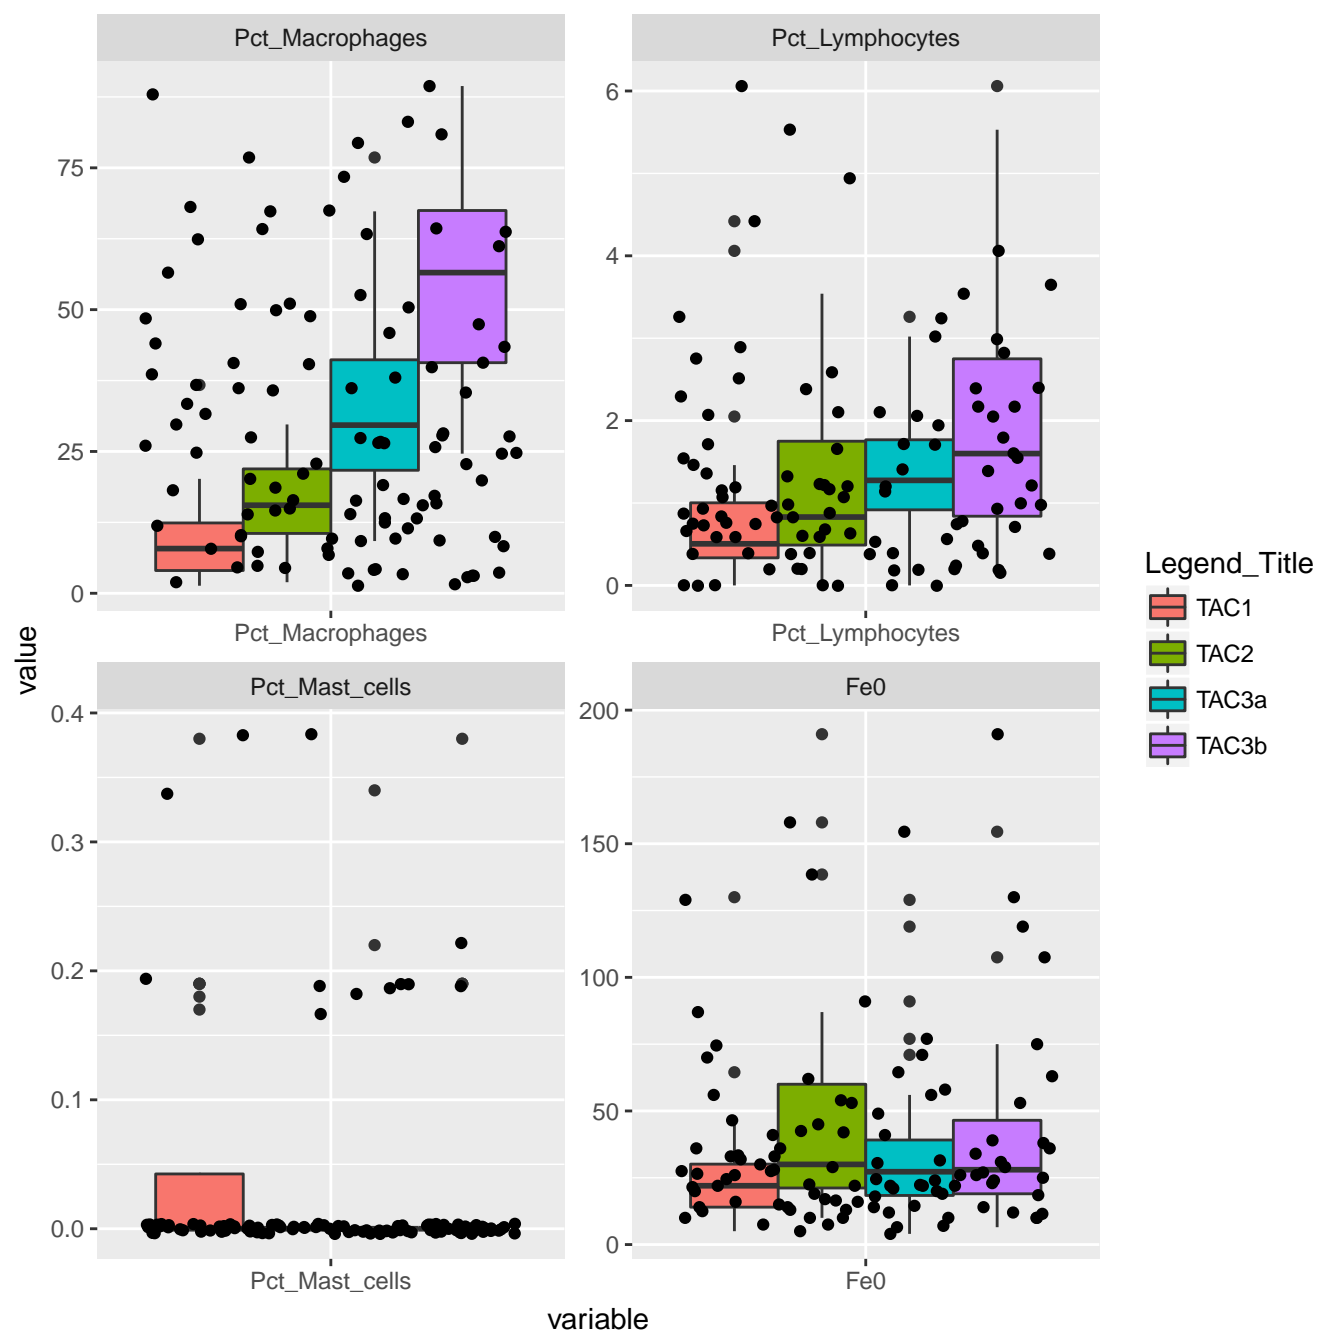 Pct_Macrophages
Pct_Lymphocytes
75
50
25
0
6
4
2
0
Pct_Macrophages
Pct_Lymphocytes
value
Pct_Mast_cells
Fe0
0.4
0.3
0.2
0.1
0.0
200
150
100
50
0
Pct_Mast_cells
Fe0
variable
Legend_Title
TAC1
TAC2
TAC3a
TAC3b